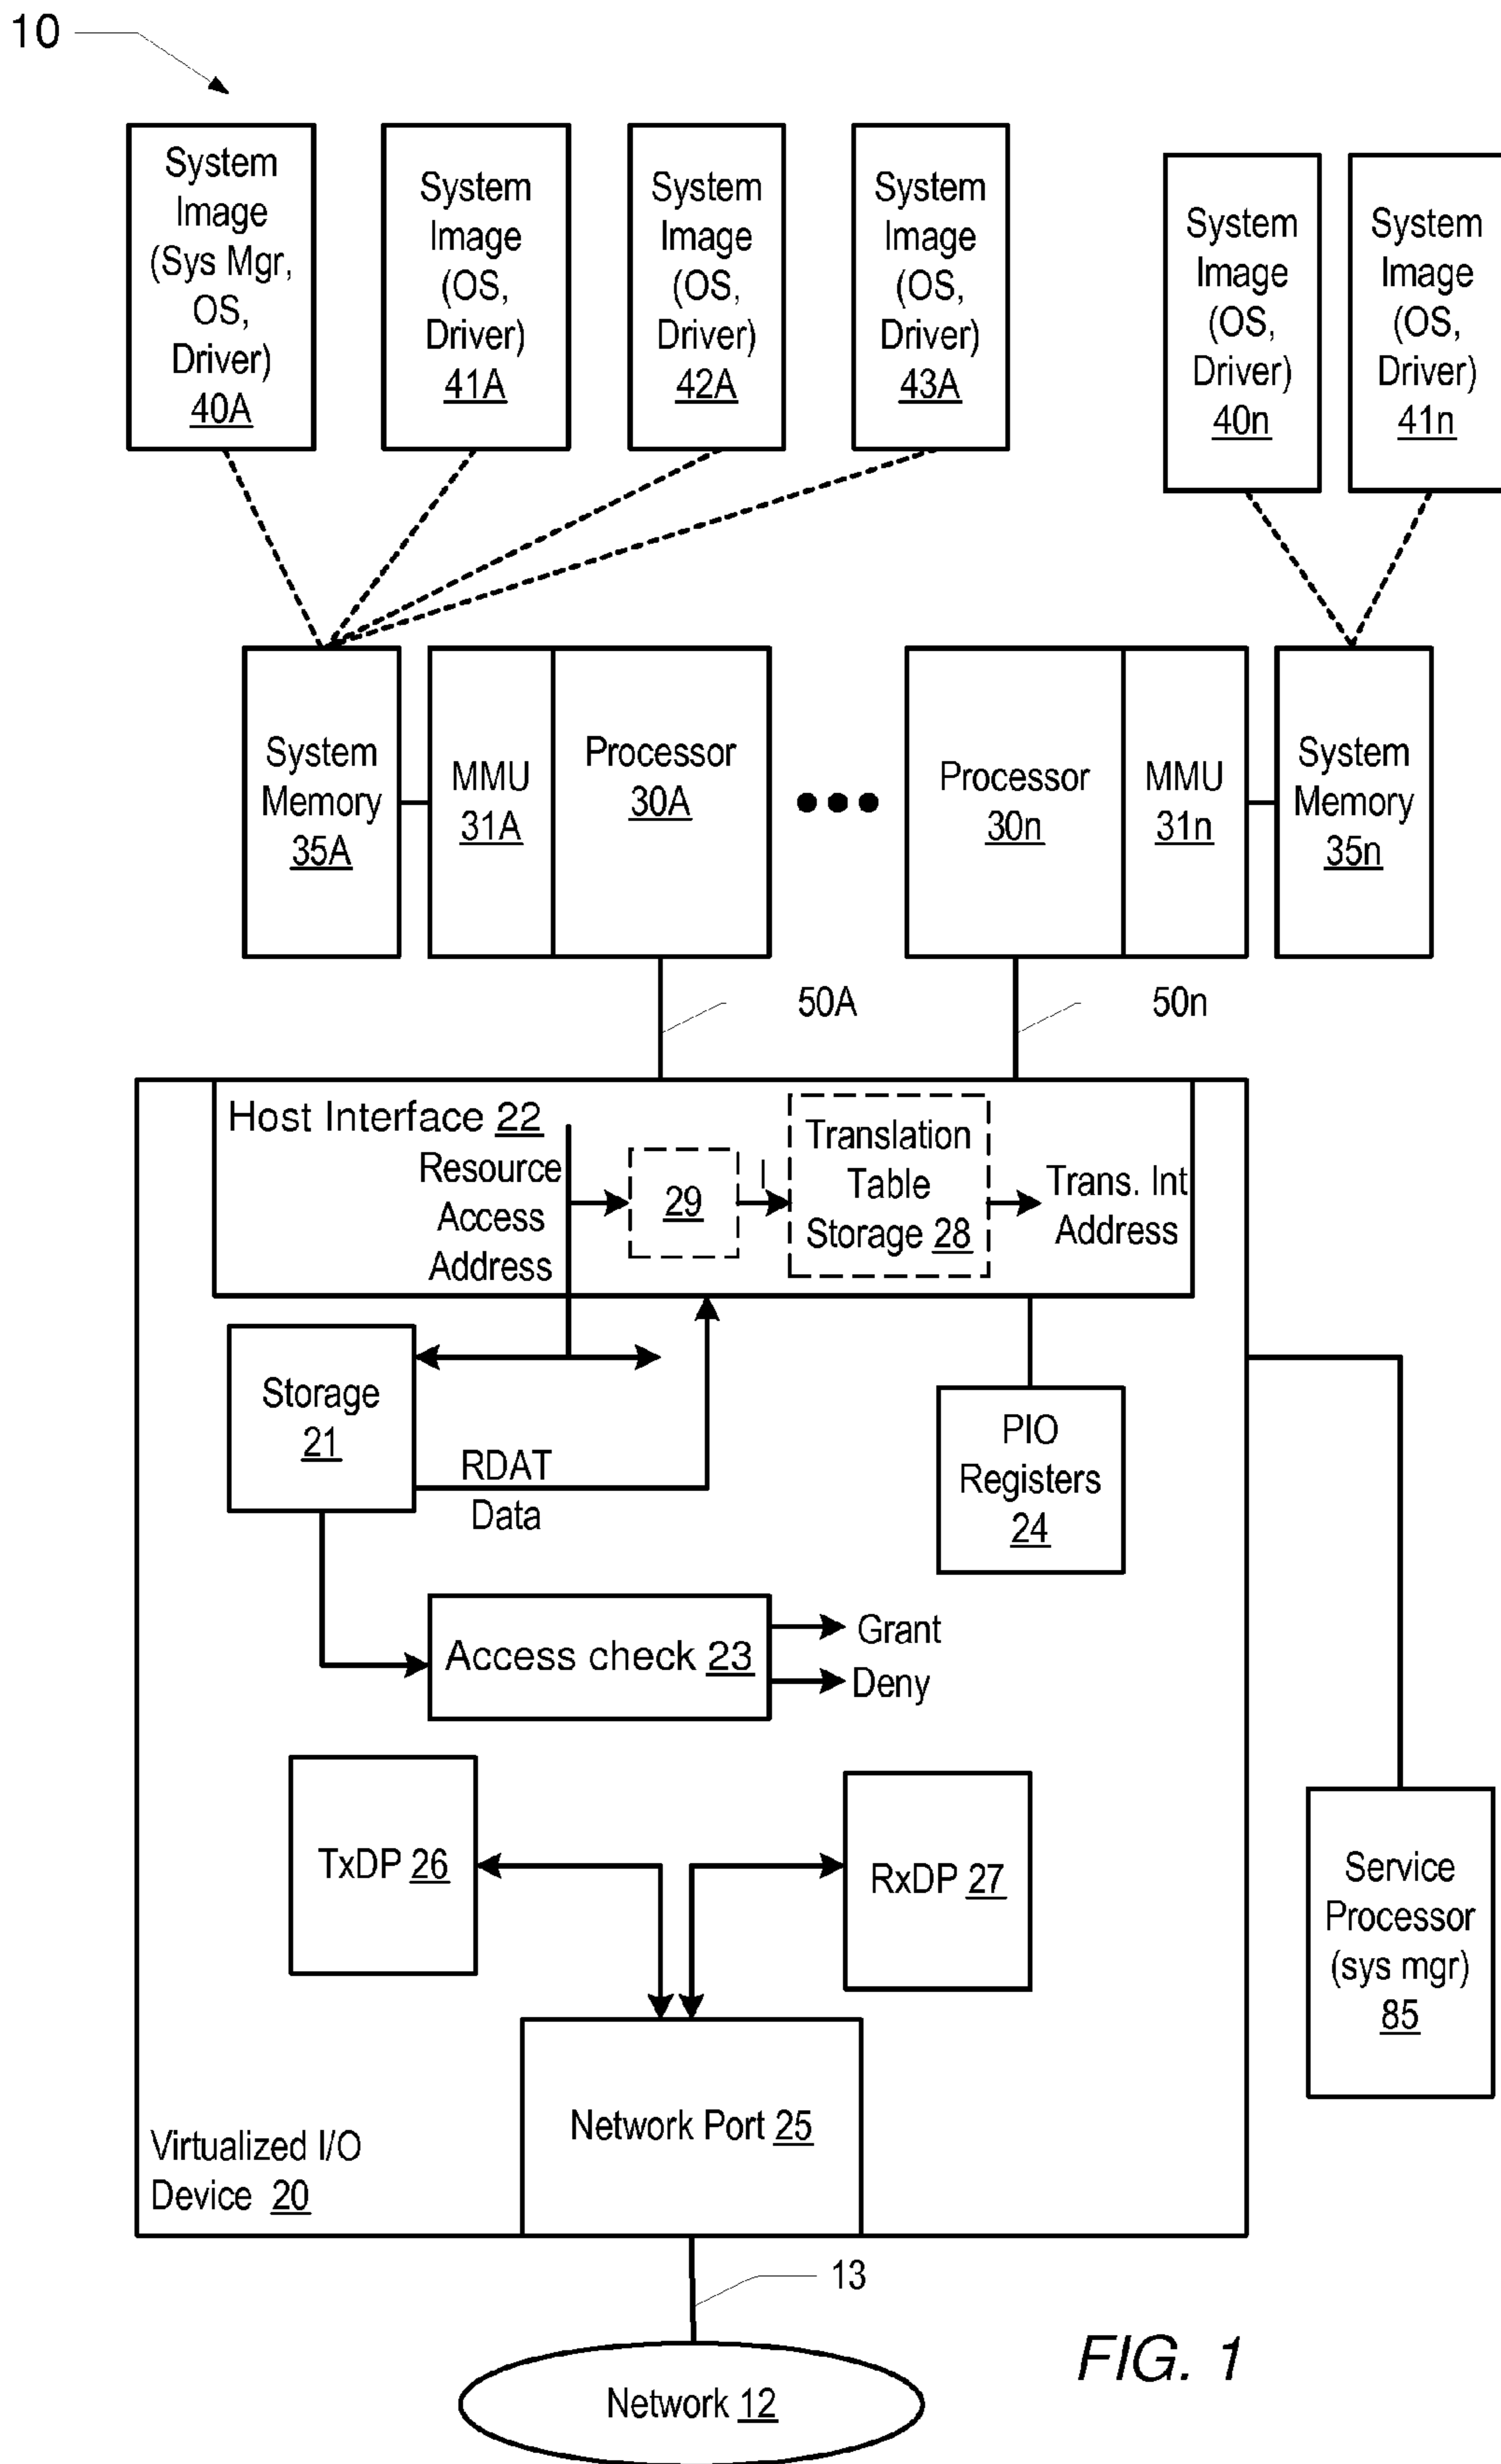 10
System
Image
(Sys Mgr,
OS,
Driver)
40A
System
Image
(OS,
Driver)
41A
System
Image
(OS,
Driver)
42A
System
Image
(OS,
Driver)
43A
System
Image
(OS,
Driver)
40n
System
Image
(OS,
Driver)
41n
System
Memory
35A
MMU
31A
Processor
30A
Processor
30n
MMU
31n
System
Memory
35n
50A
50n
Host Interface 22
Resource
Access
Address
29
I
Translation
Table
Storage 28
Trans. Int
Address
Storage
21
RDAT
Data
PIO
Registers
24
Access check 23
Grant
Deny
TxDP 26
RxDP 27
Service
Processor
(sys mgr)
85
Network Port 25
Virtualized I/O
Device 20
13
Network 12
FIG. 1